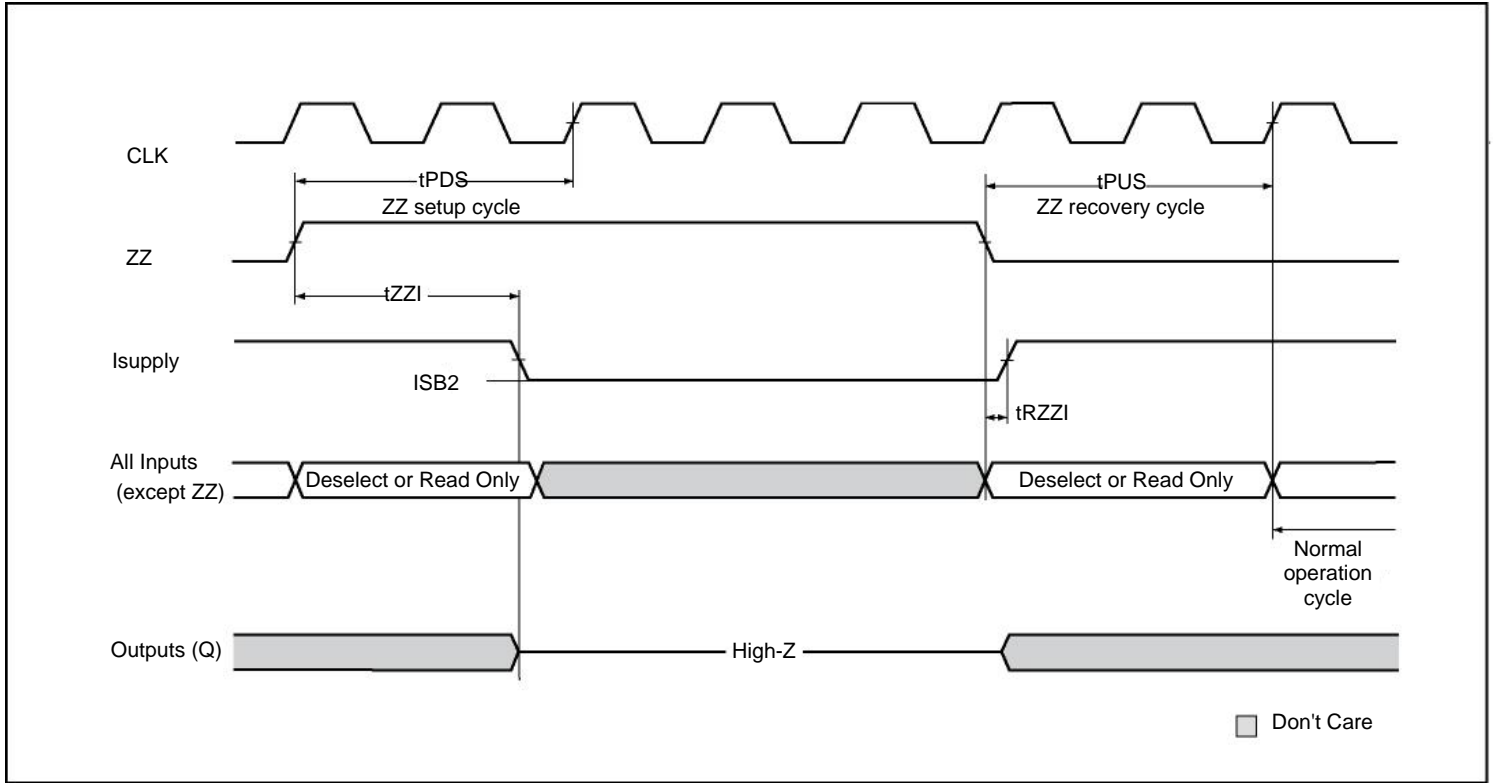 CLK
tPDS
ZZ setup cycle
tPUS
ZZ recovery cycle
ZZ
tZZI
Isupply
ISB2
tRZZI
All Inputs
(except ZZ)
Deselect or Read Only
Deselect or Read Only
Normal
operation
cycle
Outputs (Q)
High-Z
Don't Care